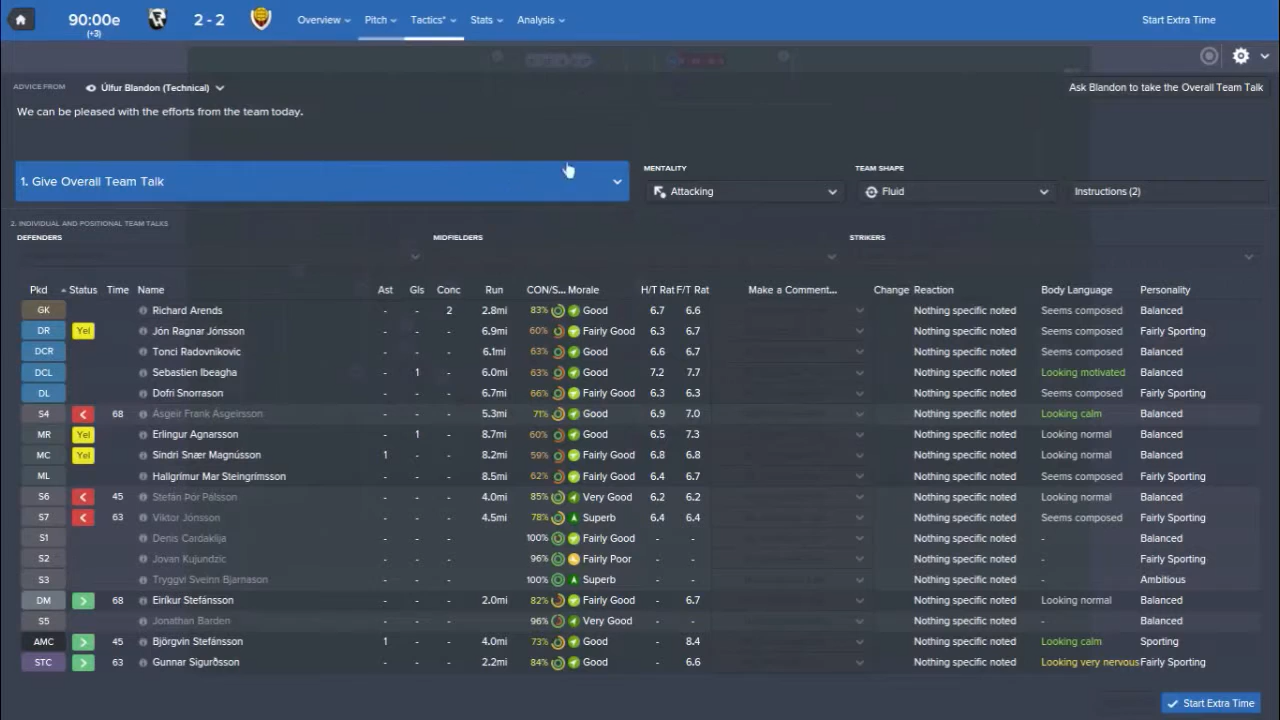 90:00e
(+3)
2 - 2
Overview
Pitch
Tactics*
Stats
Analysis
Start Extra Time
ADVICE FROM
Úlfur Blandon (Technical)
Ask Blandon to take the Overall Team Talk
We can be pleased with the efforts from the team today.
1. Give Overall Team Talk
MENTALITY
Attacking
TEAM SHAPE
Fluid
Instructions (2)
2. INDIVIDUAL AND POSITIONAL TEAM TALKS
DEFENDERS MIDFIELDERS STRIKERS
Pkd Status Time Name Ast Gls Conc Run CON/S... Morale H/T Rat F/T Rat Make a Comment... Change Reaction Body Language Personality
GK Richard Arends - - 2 2.8mi 83% Good 6.7 6.6 Nothing specific noted Seems composed Balanced
DR Yel Jón Ragnar Jónsson - - - 6.9mi 60% Fairly Good 6.3 6.7 Nothing specific noted Seems composed Fairly Sporting
DCR Tonci Radovnikovic - - - 6.1mi 63% Good 6.6 6.7 Nothing specific noted Seems composed Balanced
DCL Sebastien Ibeagha - 1 - 6.0mi 63% Good 7.2 7.7 Nothing specific noted Looking motivated Balanced
DL Dofri Snorrason - - - 6.7mi 66% Fairly Good 6.3 6.3 Nothing specific noted Seems composed Fairly Sporting
S4 68 Ásgeir Frank Ásgeirsson - - - 5.3mi 71% Good 6.9 7.0 Nothing specific noted Looking calm Balanced
MR Yel Erlingur Agnarsson - 1 - 8.7mi 60% Good 6.5 7.3 Nothing specific noted Looking normal Balanced
MC Yel Sindri Snær Magnússon 1 - - 8.2mi 59% Fairly Good 6.8 6.8 Nothing specific noted Looking normal Balanced
ML Hallgrímur Mar Steingrímsson - - - 8.5mi 62% Fairly Good 6.4 6.7 Nothing specific noted Seems composed Fairly Sporting
S6 45 Stefán Þór Pálsson - - - 4.0mi 85% Very Good 6.2 6.2 Nothing specific noted Looking normal Balanced
S7 63 Viktor Jónsson - - - 4.5mi 78% Superb 6.4 6.4 Nothing specific noted Seems composed Fairly Sporting
S1 Denis Cardaklija - - - 100% Fairly Good - - Nothing specific noted - Balanced
S2 Jovan Kujundzic - - - 96% Fairly Poor - - Nothing specific noted - Fairly Sporting
S3 Tryggvi Sveinn Bjarnason - - - 100% Superb - - Nothing specific noted - Ambitious
DM 68 Eiríkur Stefánsson - - - 2.0mi 82% Fairly Good - 6.7 Nothing specific noted Looking normal Balanced
S5 Jonathan Barden - - - 96% Very Good - - Nothing specific noted - Balanced
AMC 45 Björgvin Stefánsson 1 - - 4.0mi 73% Good - 8.4 Nothing specific noted Looking calm Sporting
STC 63 Gunnar Sigurðsson - - - 2.2mi 84% Good - 6.6 Nothing specific noted Looking very nervous Fairly Sporting
Start Extra Time